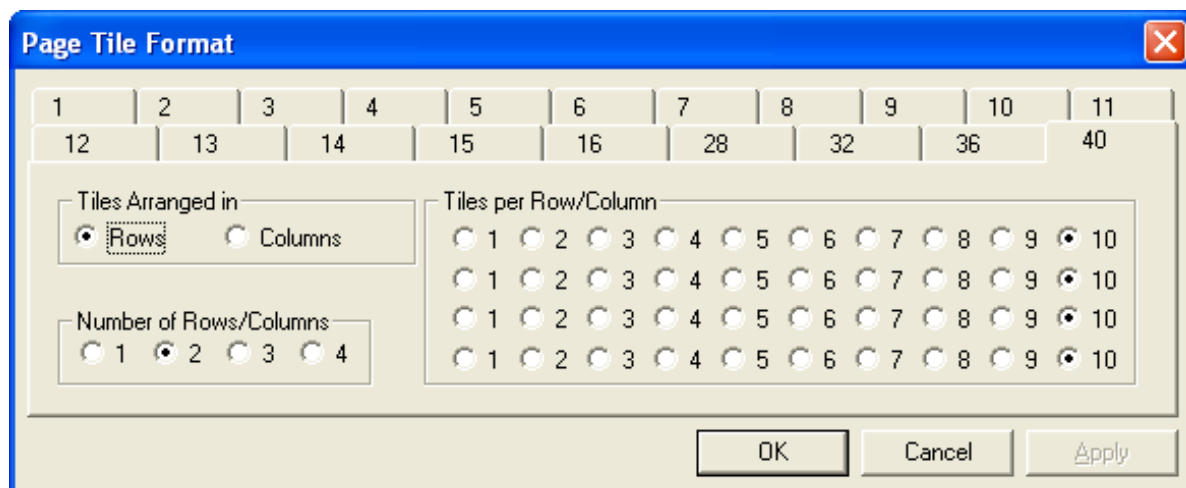 Page Tile Format
1 2 3 4 5 6 7 8 9 10 11
12 13 14 15 16 28 32 36 40
Tiles Arranged in
Rows Columns
Number of Rows/Columns
1 2 3 4
Tiles per Row/Column
1 2 3 4 5 6 7 8 9 10
1 2 3 4 5 6 7 8 9 10
1 2 3 4 5 6 7 8 9 10
1 2 3 4 5 6 7 8 9 10
OK Cancel Apply